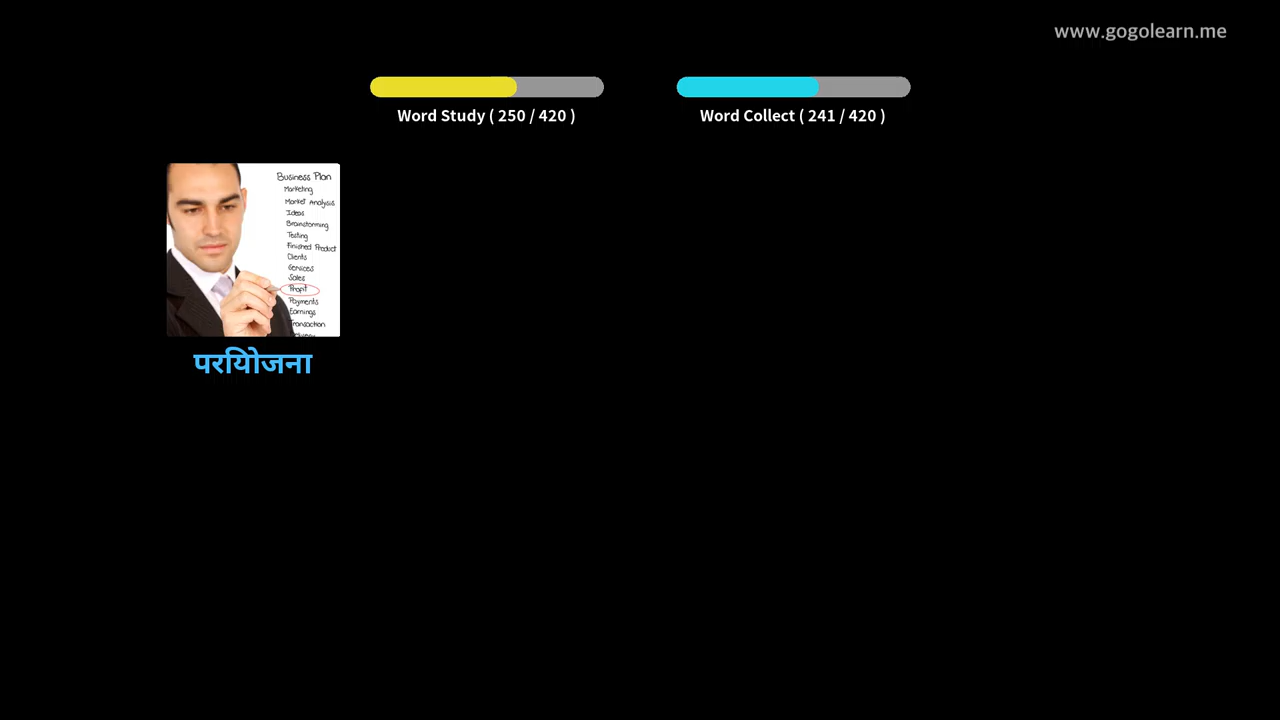 www.gogolearn.me
Word Study ( 250 / 420 )
Word Collect ( 241 / 420 )
Business Plan
Marketing
Market Analysis
Ideas
Brainstorming
Testing
Finished Product
Clients
Services
Sales
Profit
Payments
Earnings
Transaction
परियोजना